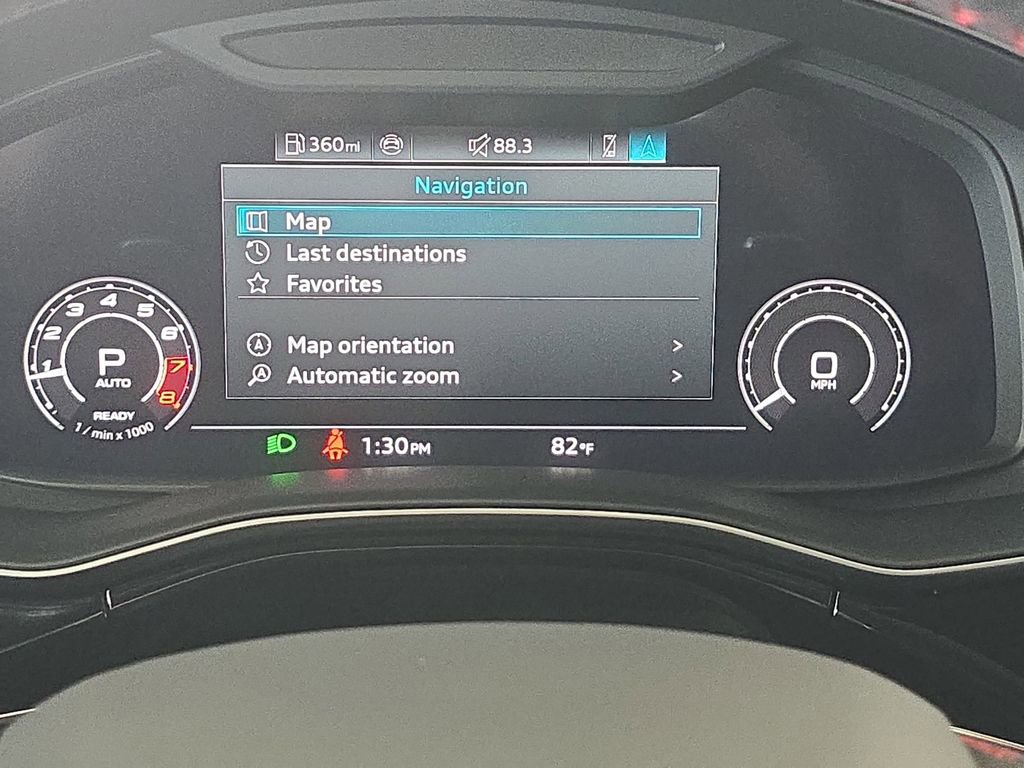 360mi 88.3
Navigation
Map
Last destinations
Favorites
Map orientation >
Automatic zoom >
1 2 3 4 5 6 7 8
P
AUTO
READY
1 / min x 1000
0
MPH
1:30PM 82°F